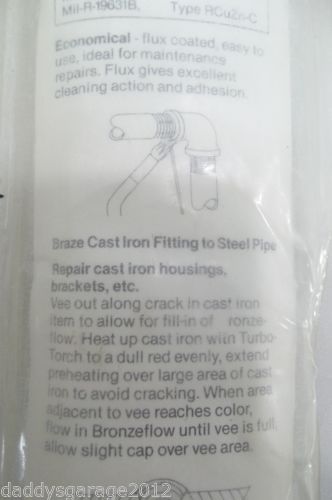 Mil-R-19631B, Type RCuZn-C
Economical - flux coated, easy to
use, ideal for maintenance
repairs. Flux gives excellent
cleaning action and adhesion.
Braze Cast Iron Fitting to Steel Pipe
Repair cast iron housings,
brackets, etc.
Vee out along crack in cast iron
item to allow for fill-in of ronze-
flow. Heat up cast iron with Turbo-
Torch to a dull red evenly, extend
preheating over large area of cast
iron to avoid cracking. When area
adjacent to vee reaches color,
flow in Bronzeflow until vee is full,
allow slight cap over vee area.
daddysgarage2012